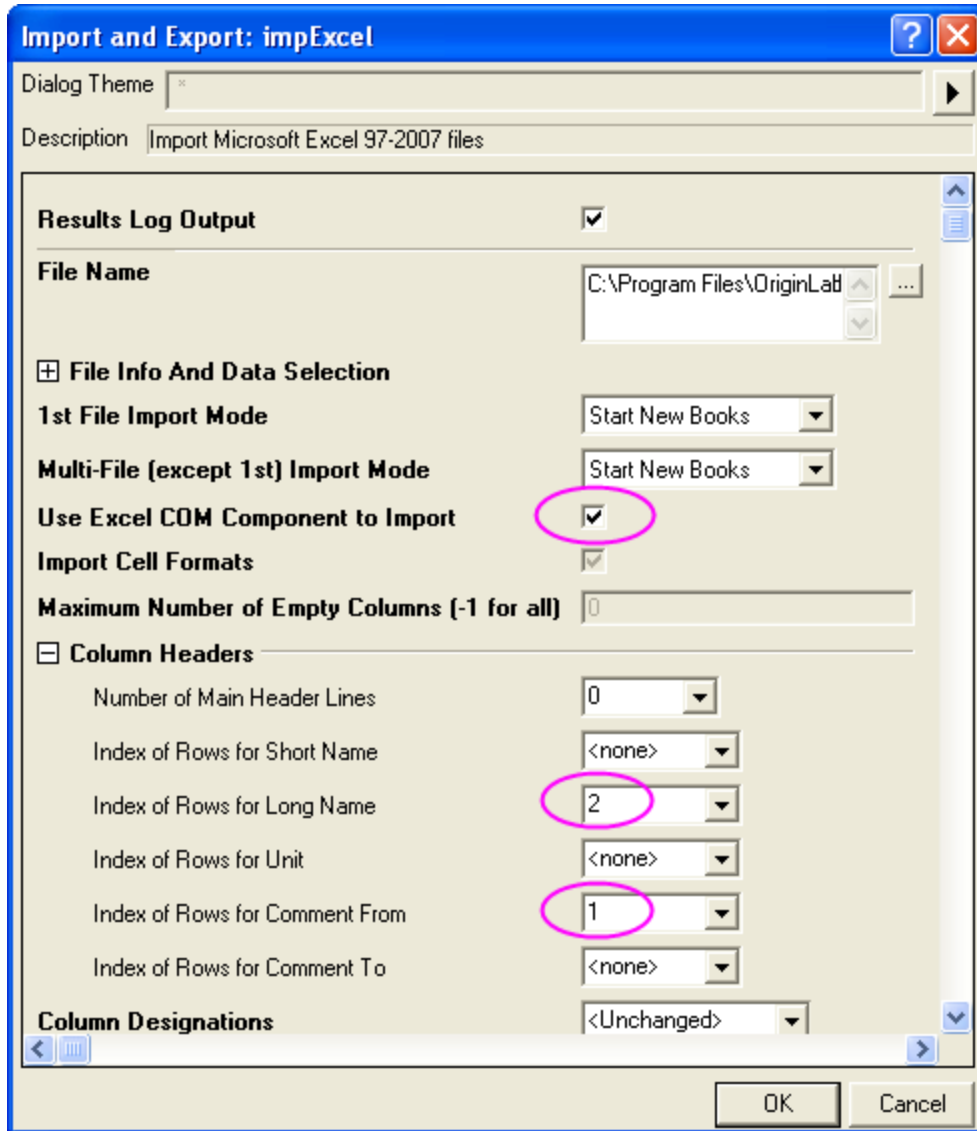 Import and Export: impExcel
Dialog Theme *
Description Import Microsoft Excel 97-2007 files
Results Log Output
File Name C:\Program Files\OriginLab ...
File Info And Data Selection
1st File Import Mode Start New Books
Multi-File (except 1st) Import Mode Start New Books
Use Excel COM Component to Import
Import Cell Formats
Maximum Number of Empty Columns (-1 for all) 0
Column Headers
Number of Main Header Lines 0
Index of Rows for Short Name <none>
Index of Rows for Long Name 2
Index of Rows for Unit <none>
Index of Rows for Comment From 1
Index of Rows for Comment To <none>
Column Designations <Unchanged>
OK Cancel